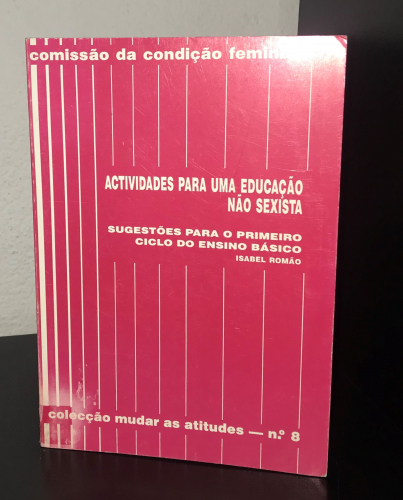 comissão da condição femin
ACTIVIDADES PARA UMA EDUCAÇÃO
NÃO SEXISTA
SUGESTÕES PARA O PRIMEIRO
CICLO DO ENSINO BÁSICO
ISABEL ROMÃO
colecção mudar as atitudes — n.º 8